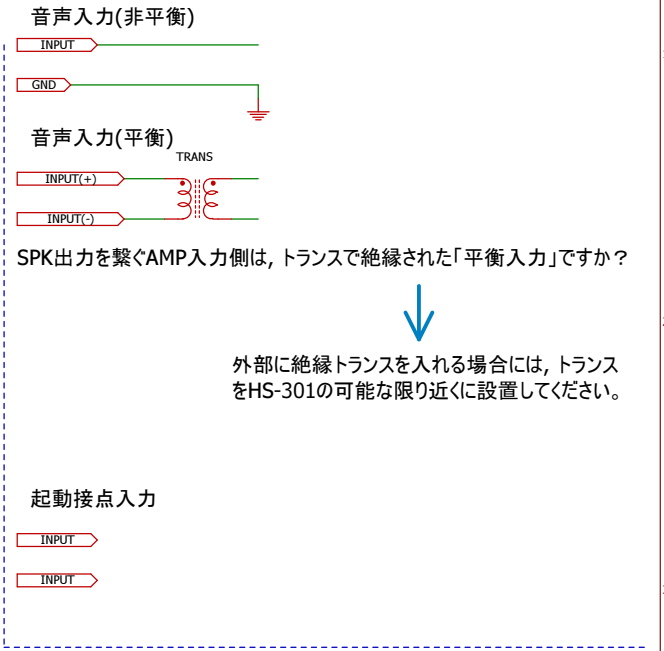 音声入力(非平衡)
INPUT
GND
音声入力(平衡)
TRANS
INPUT(+)
INPUT(-)
SPK出力を繋ぐAMP入力側は, トランスで絶縁された「平衡入力」ですか？
外部に絶縁トランスを入れる場合には, トランス
をHS-301の可能な限り近くに設置してください。
起動接点入力
INPUT
INPUT